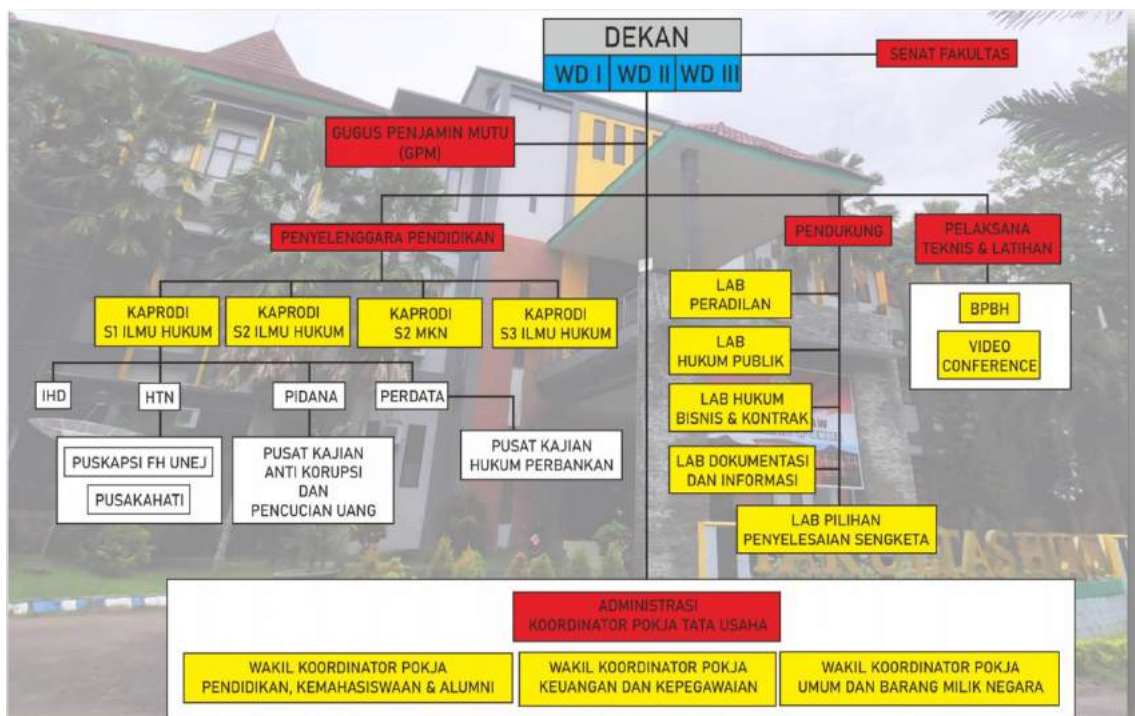 DEKAN
WD I WD II WD III
SENAT FAKULTAS
GUGUS PENJAMIN MUTU
(GPM)
PENYELENGGARA PENDIDIKAN
PENDUKUNG
PELAKSANA
TEKNIS & LATIHAN
KAPRODI
S1 ILMU HUKUM
KAPRODI
S2 ILMU HUKUM
KAPRODI
S2 MKN
KAPRODI
S3 ILMU HUKUM
LAB
PERADILAN
LAB
HUKUM PUBLIK
LAB HUKUM
BISNIS & KONTRAK
LAB DOKUMENTASI
DAN INFORMASI
LAB PILIHAN
PENYELESAIAN SENGKETA
BPBH
VIDEO
CONFERENCE
IHD
HTN
PIDANA
PERDATA
PUSKAPSI FH UNEJ
PUSAKAHATI
PUSAT KAJIAN
ANTI KORUPSI
DAN
PENCUCIAN UANG
PUSAT KAJIAN
HUKUM PERBANKAN
ADMINISTRASI
KOORDINATOR POKJA TATA USAHA
WAKIL KOORDINATOR POKJA
PENDIDIKAN, KEMAHASISWAAN & ALUMNI
WAKIL KOORDINATOR POKJA
KEUANGAN DAN KEPEGAWAIAN
WAKIL KOORDINATOR POKJA
UMUM DAN BARANG MILIK NEGARA